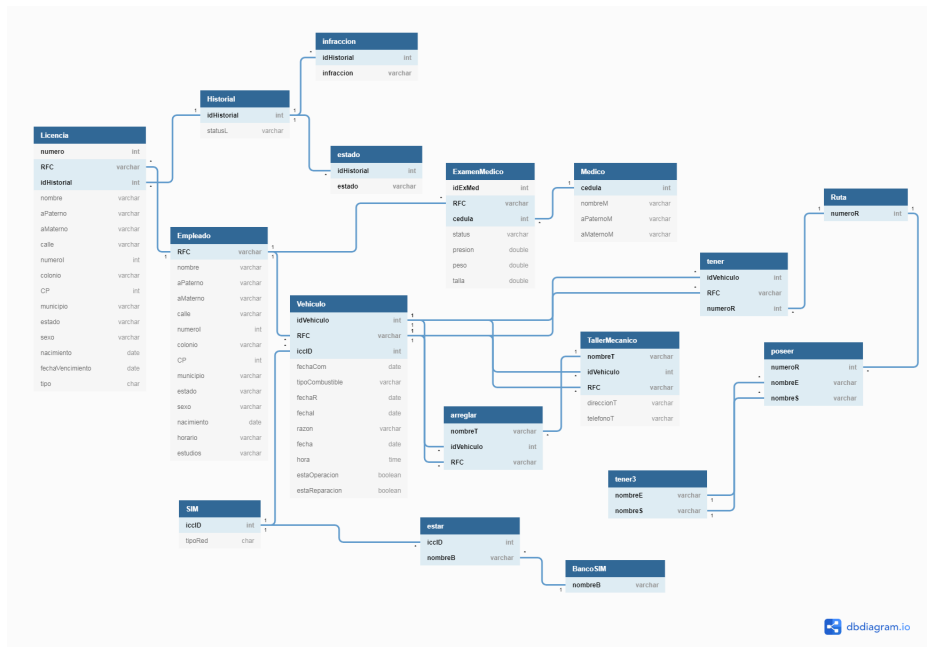 infraccion
idHistorial int
infraccion varchar
Historial
idHistorial int
statusL varchar
Licencia
numero int
RFC varchar
idHistorial int
nombre varchar
aPaterno varchar
aMaterno varchar
calle varchar
numeroI int
colonio varchar
CP int
municipio varchar
estado varchar
sexo varchar
nacimiento date
fechaVencimiento date
tipo char
estado
idHistorial int
estado varchar
ExamenMedico
idExMed int
RFC varchar
cedula int
status varchar
presion double
peso double
talla double
Medico
cedula int
nombreM varchar
aPaternoM varchar
aMaternoM varchar
Ruta
numeroR int
Empleado
RFC varchar
nombre varchar
aPaterno varchar
aMaterno varchar
calle varchar
numeroI int
colonio varchar
CP int
municipio varchar
estado varchar
sexo varchar
nacimiento date
horario varchar
estudios varchar
tener
idVehiculo int
RFC varchar
numeroR int
Vehiculo
idVehiculo int
RFC varchar
iccID int
fechaCom date
tipoCombustible varchar
fechaR date
fechaI date
razon varchar
fecha date
hora time
estaOperacion boolean
estaReparacion boolean
TallerMecanico
nombreT varchar
idVehiculo int
RFC varchar
direccionT varchar
telefonoT varchar
poseer
numeroR int
nombreE varchar
nombreS varchar
arreglar
nombreT varchar
idVehiculo int
RFC varchar
tener3
nombreE varchar
nombreS varchar
SIM
iccID int
tipoRed char
estar
iccID int
nombreB varchar
BancoSIM
nombreB varchar
dbdiagram.io